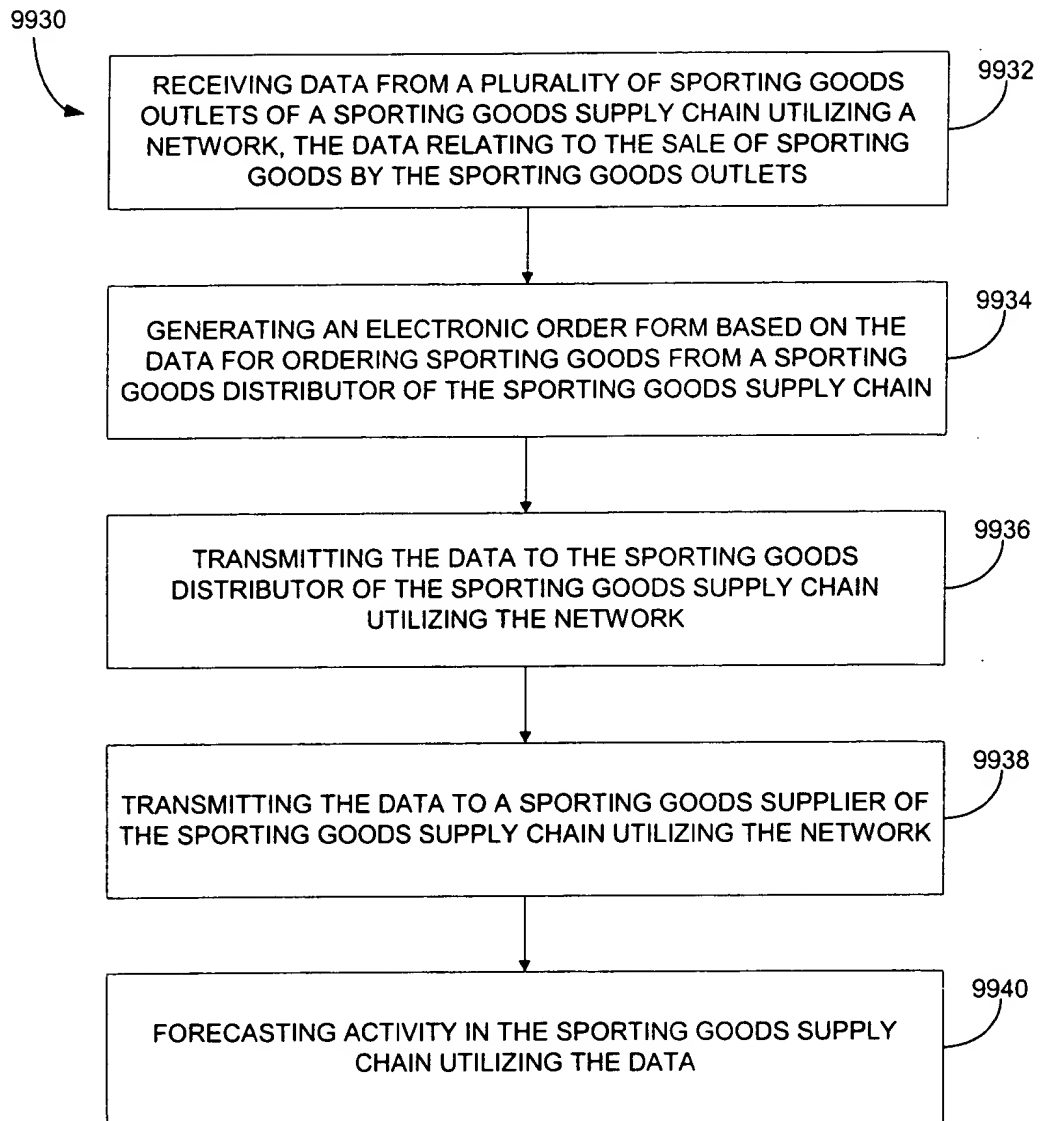 9930
9932
RECEIVING DATA FROM A PLURALITY OF SPORTING GOODS
OUTLETS OF A SPORTING GOODS SUPPLY CHAIN UTILIZING A
NETWORK, THE DATA RELATING TO THE SALE OF SPORTING
GOODS BY THE SPORTING GOODS OUTLETS
9934
GENERATING AN ELECTRONIC ORDER FORM BASED ON THE
DATA FOR ORDERING SPORTING GOODS FROM A SPORTING
GOODS DISTRIBUTOR OF THE SPORTING GOODS SUPPLY CHAIN
9936
TRANSMITTING THE DATA TO THE SPORTING GOODS
DISTRIBUTOR OF THE SPORTING GOODS SUPPLY CHAIN
UTILIZING THE NETWORK
9938
TRANSMITTING THE DATA TO A SPORTING GOODS SUPPLIER OF
THE SPORTING GOODS SUPPLY CHAIN UTILIZING THE NETWORK
9940
FORECASTING ACTIVITY IN THE SPORTING GOODS SUPPLY
CHAIN UTILIZING THE DATA